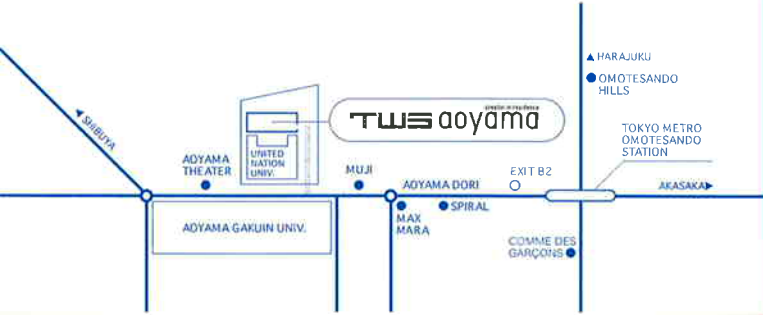 ▲ HARAJUKU
OMOTESANDO
HILLS
creator in residence
TWS aoyama
◀ SHIBUYA
TOKYO METRO
OMOTESANDO
STATION
AOYAMA
THEATER
UNITED
NATION
UNIV.
MUJI
EXIT B2
AOYAMA DORI
AKASAKA▶
SPIRAL
MAX
MARA
AOYAMA GAKUIN UNIV.
COMME DES
GARÇONS